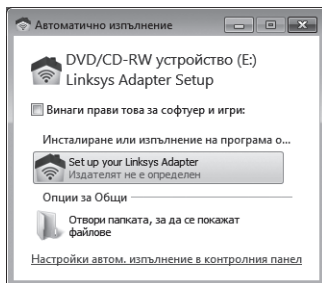 Автоматично изпълнение
DVD/CD-RW устройство (E:)
Linksys Adapter Setup
Винаги прави това за софтуер и игри:
Инсталиране или изпълнение на програма о...
Set up your Linksys Adapter
Издателят не е определен
Опции за Общи
Отвори папката, за да се покажат
файлове
Настройки автом. изпълнение в контролния панел